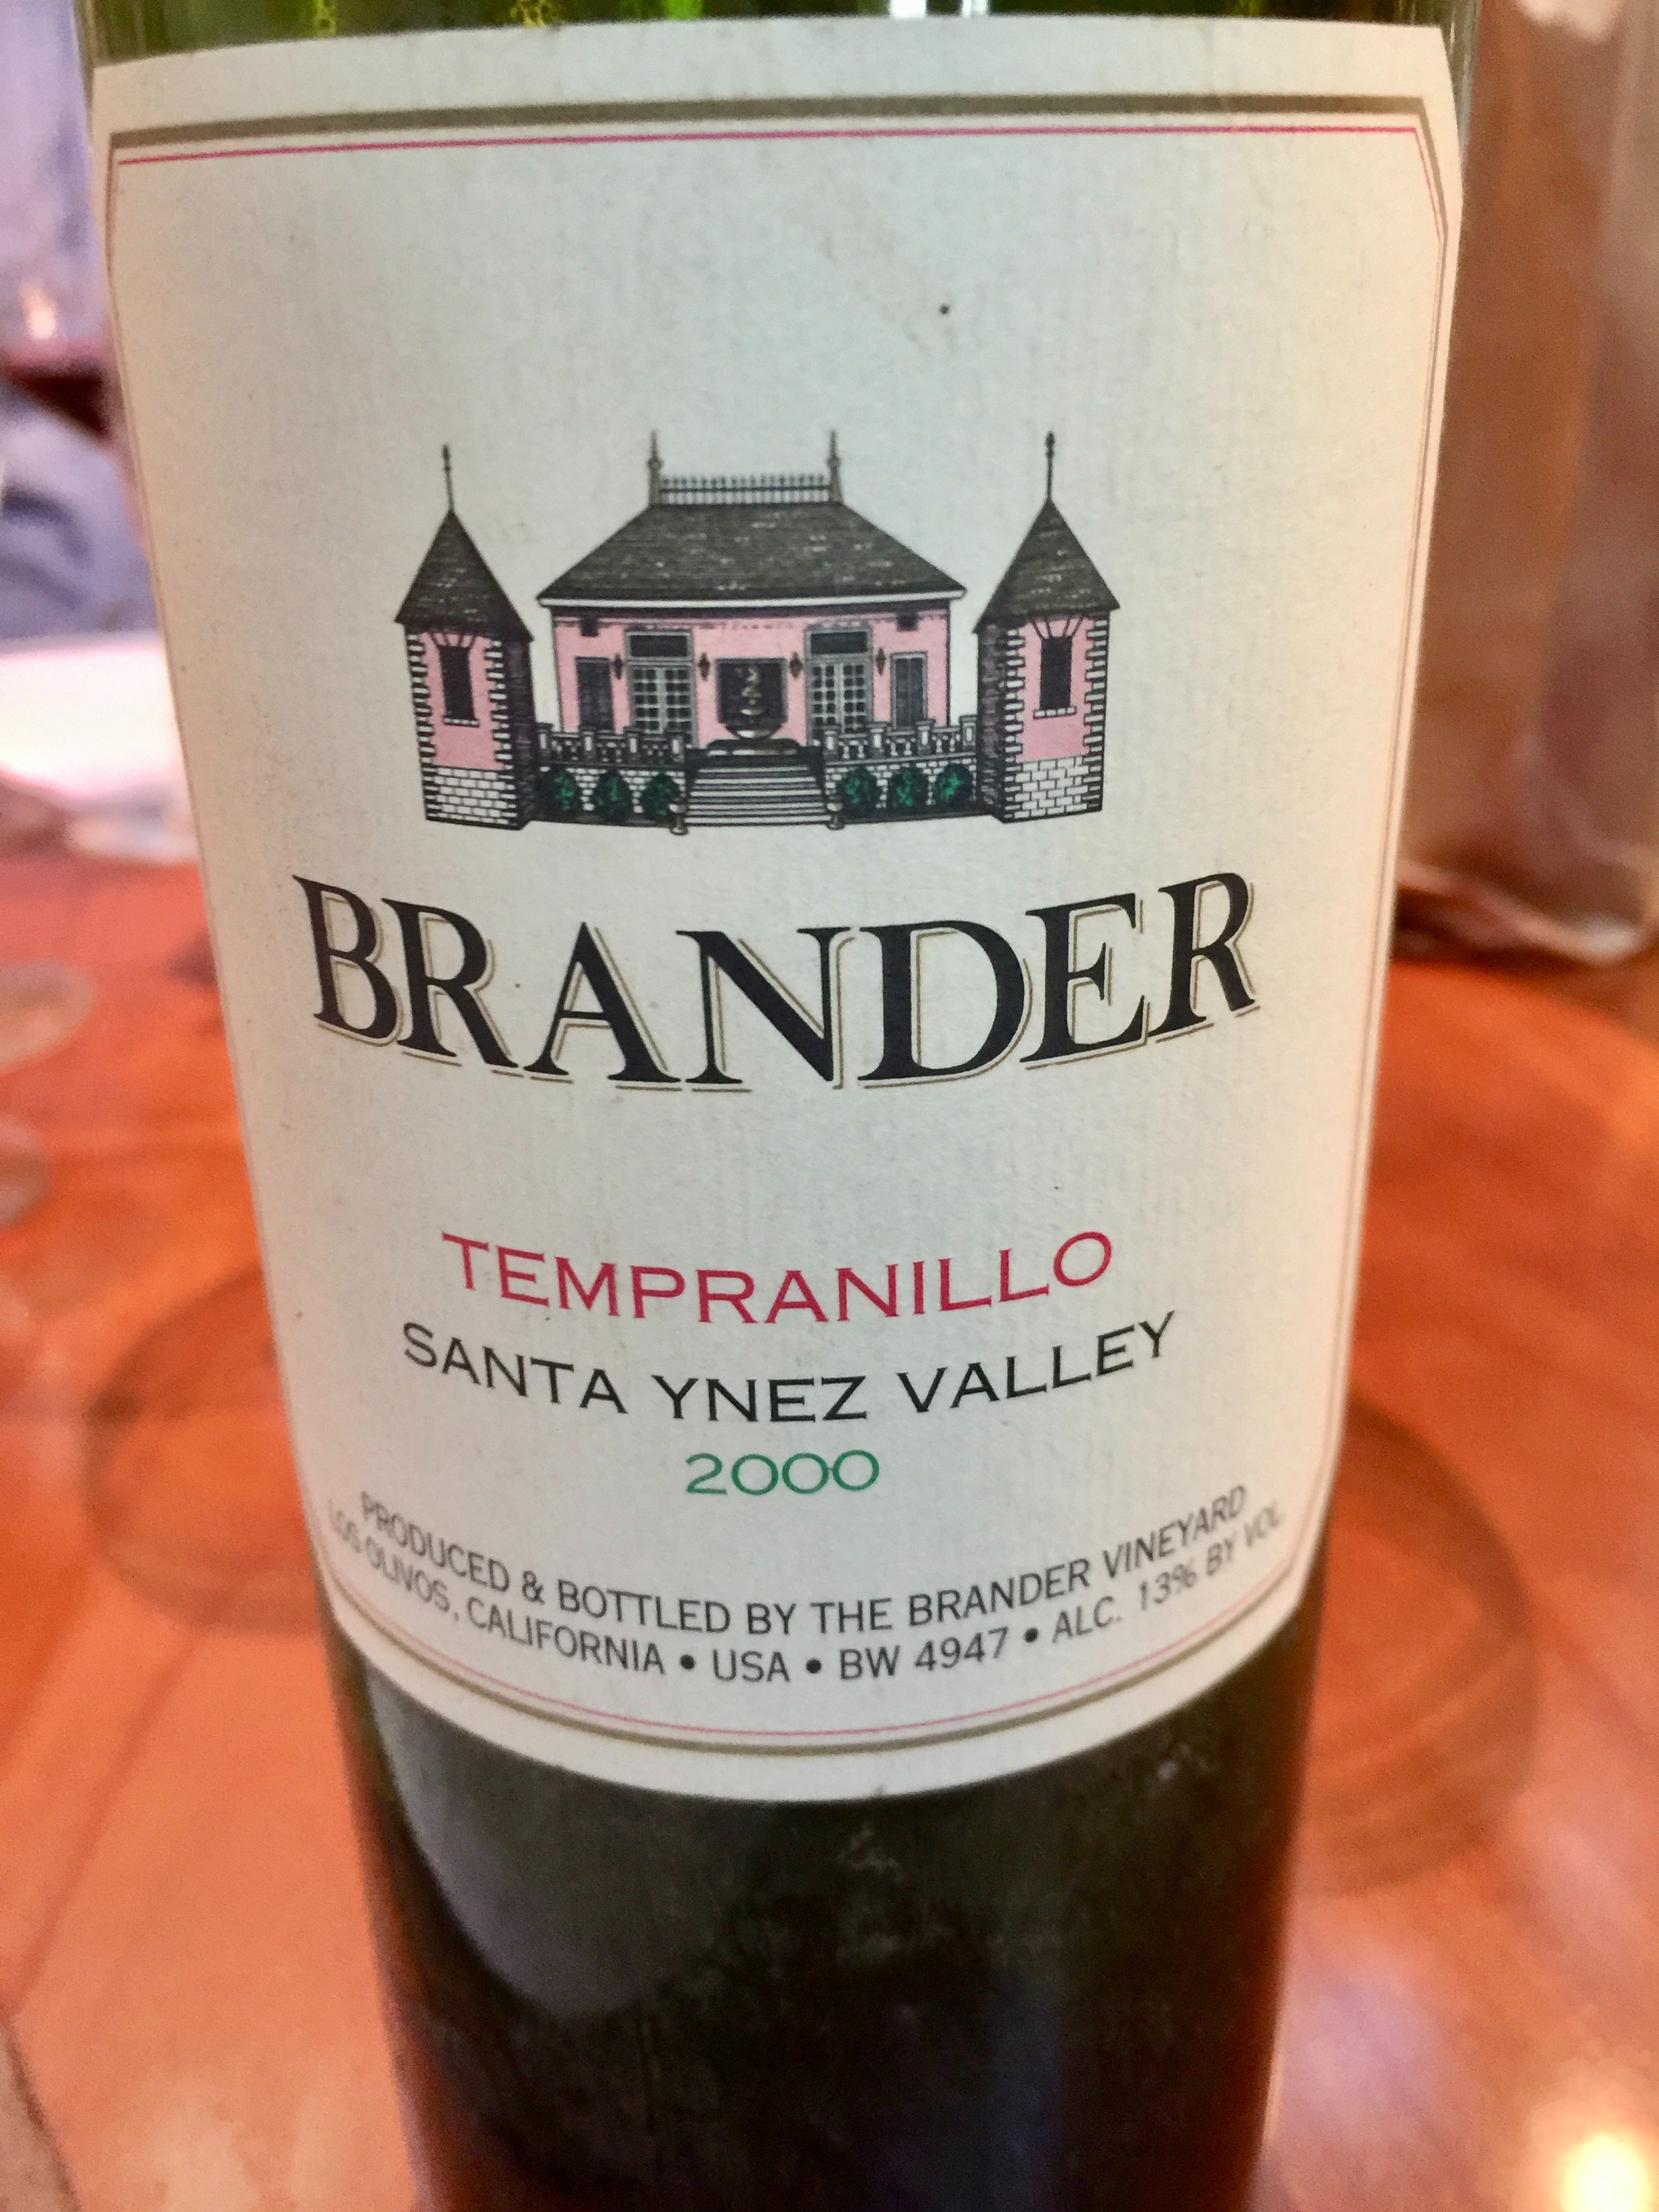 BRANDER
TEMPRANILLO
SANTA YNEZ VALLEY
2000
PRODUCED & BOTTLED BY THE BRANDER VINEYARD
LOS OLIVOS, CALIFORNIA • USA • BW 4947 • ALC. 13% BY VOL.